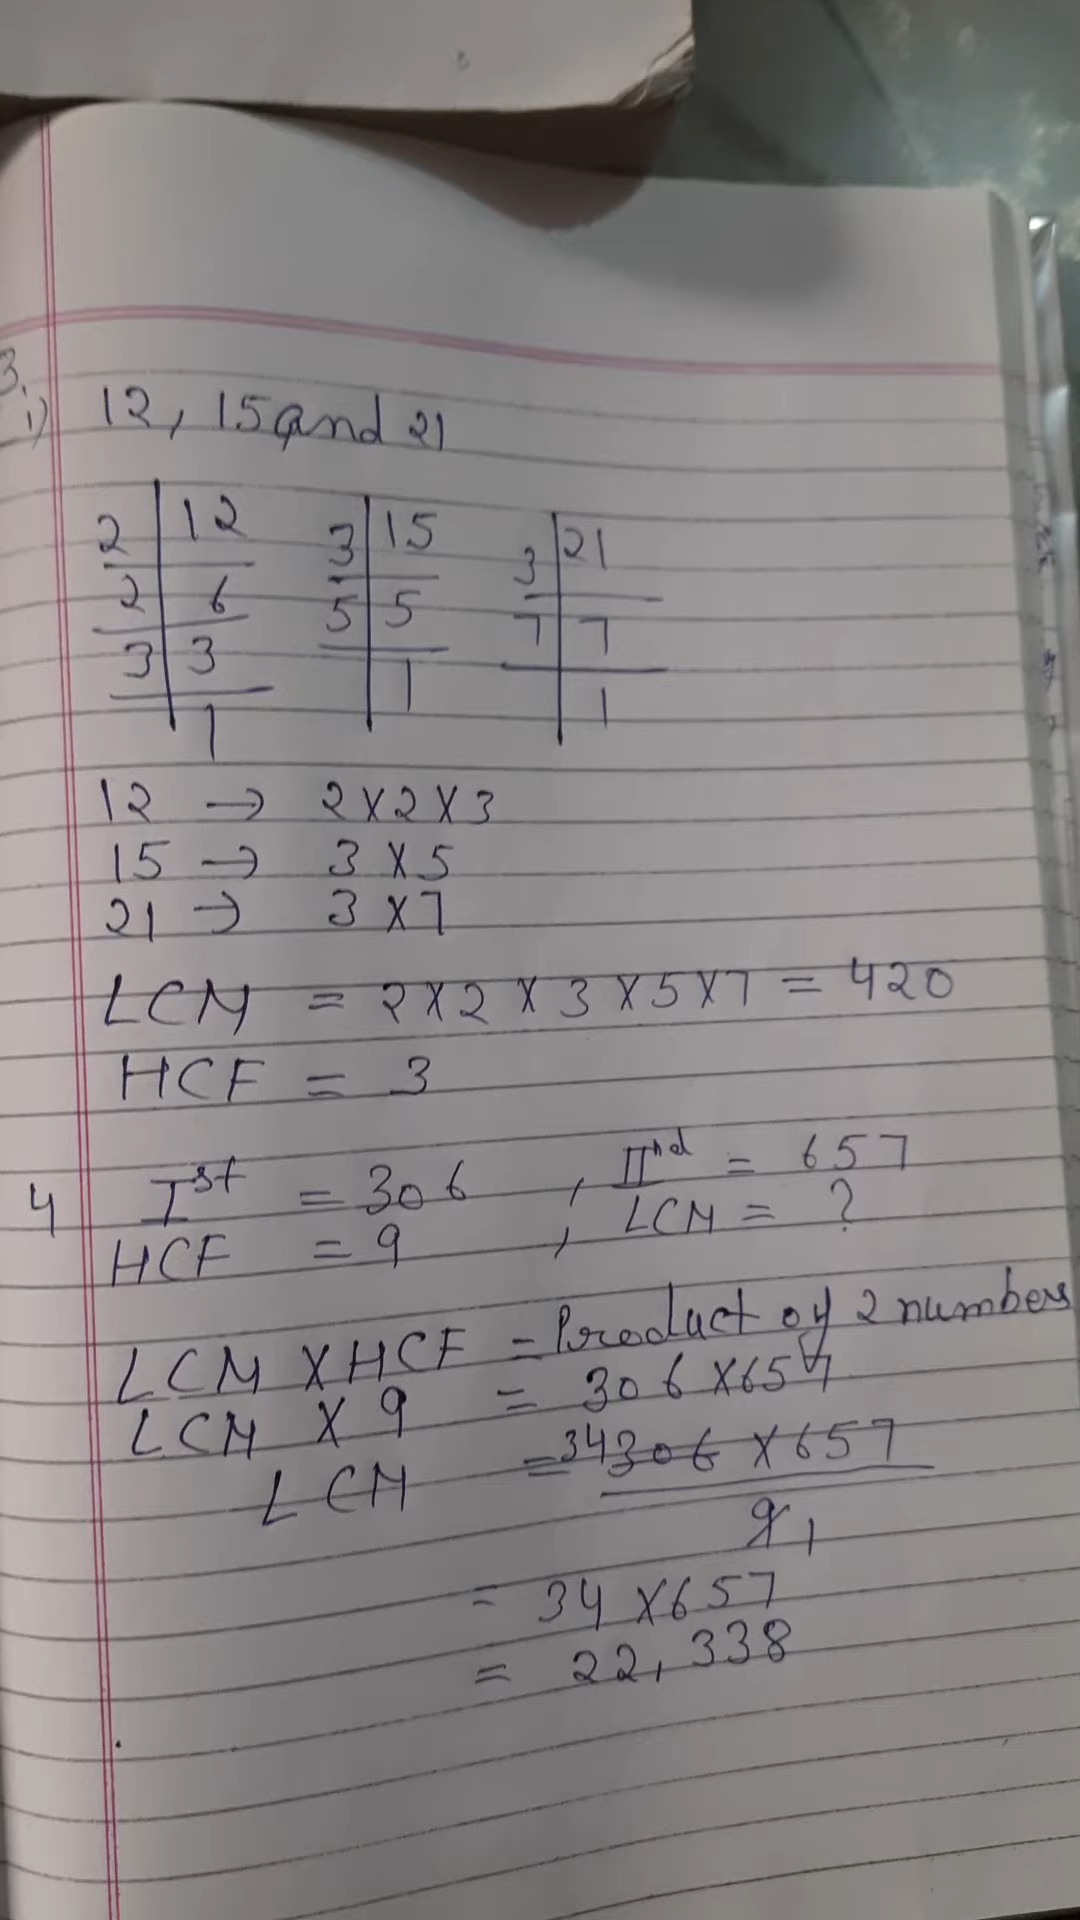 3.
i) 12, 15 and 21
2 | 12   3 | 15   3 | 21
2 | 6   5 | 5   7 | 7
3 | 3   1   1
1
12 → 2 X 2 X 3
15 → 3 X 5
21 → 3 X 7
LCM = 2 X 2 X 3 X 5 X 7 = 420
HCF = 3
4 Ist = 306 , IInd = 657
HCF = 9 , LCM = ?
LCM X HCF = Product of 2 numbers
LCM X 9 = 306 X 657
LCM = 34 306 X 657
9 1
= 34 X 657
= 22,338